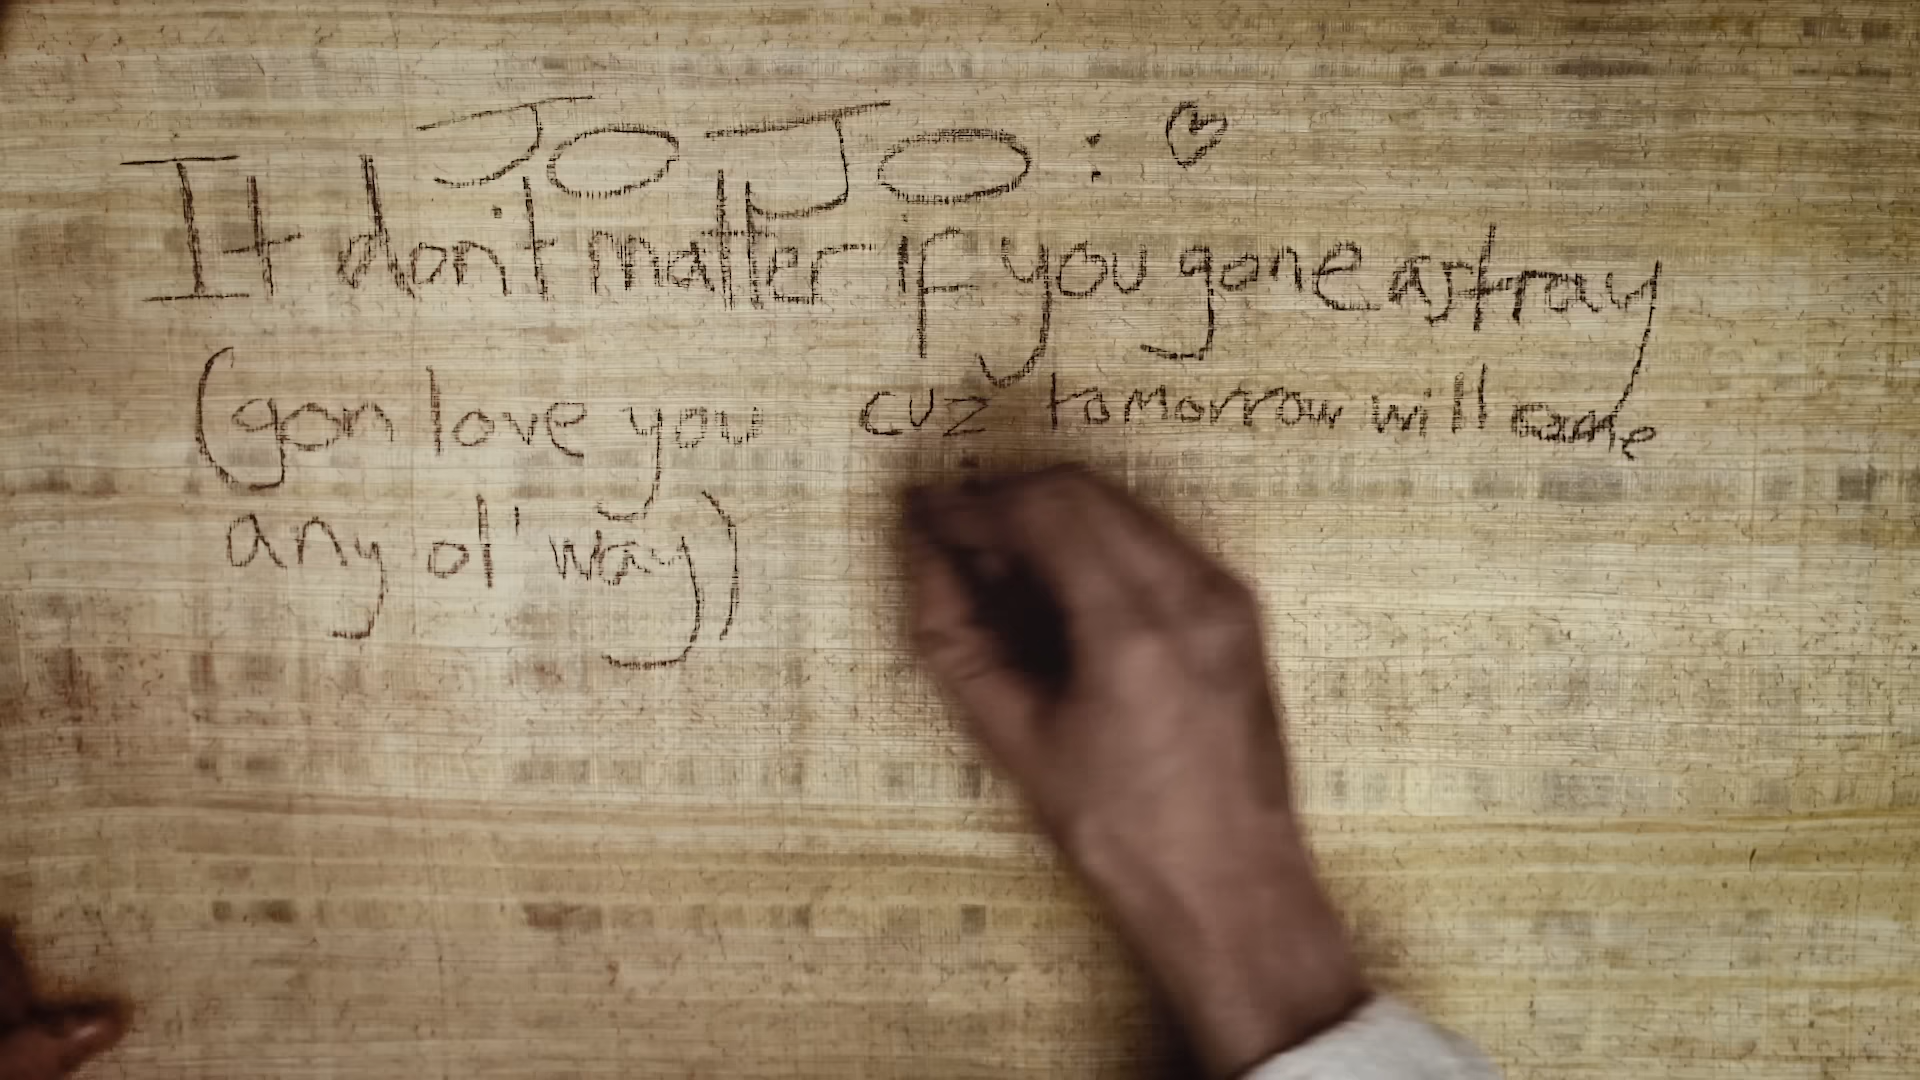 JOJO:
It don't matter if you gone astray
(gon love you cuz tomorrow will come
any ol' way)